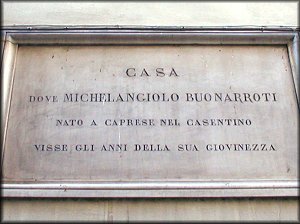 CASA
DOVE MICHELANGIOLO BUONARROTI
NATO A CAPRESE NEL CASENTINO
VISSE GLI ANNI DELLA SUA GIOVINEZZA